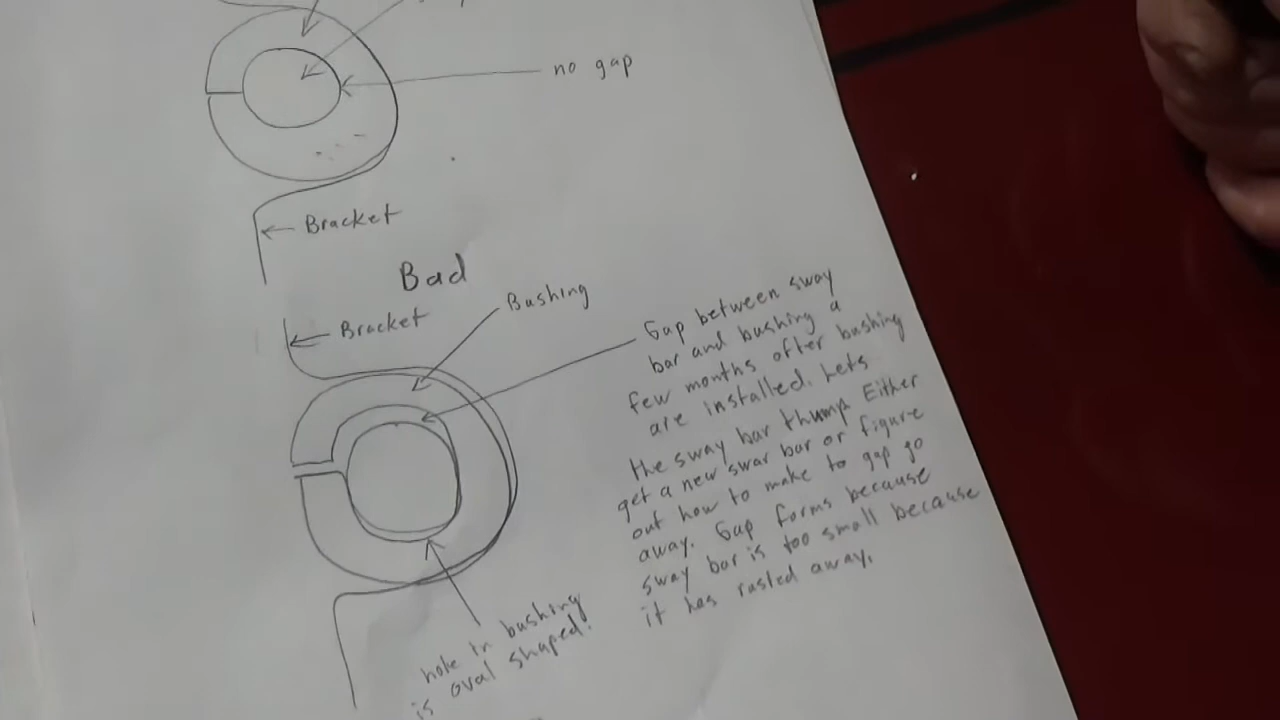 no gap
Bracket
Bad
Bushing
Bracket
Gap between sway
bar and bushing a
few months after bushing
are installed. Lets
the sway bar thump Either
get a new swar bar or figure
out how to make to gap go
away. Gap forms because
sway bar is too small because
it has rusted away.
hole in bushing
is oval shaped!